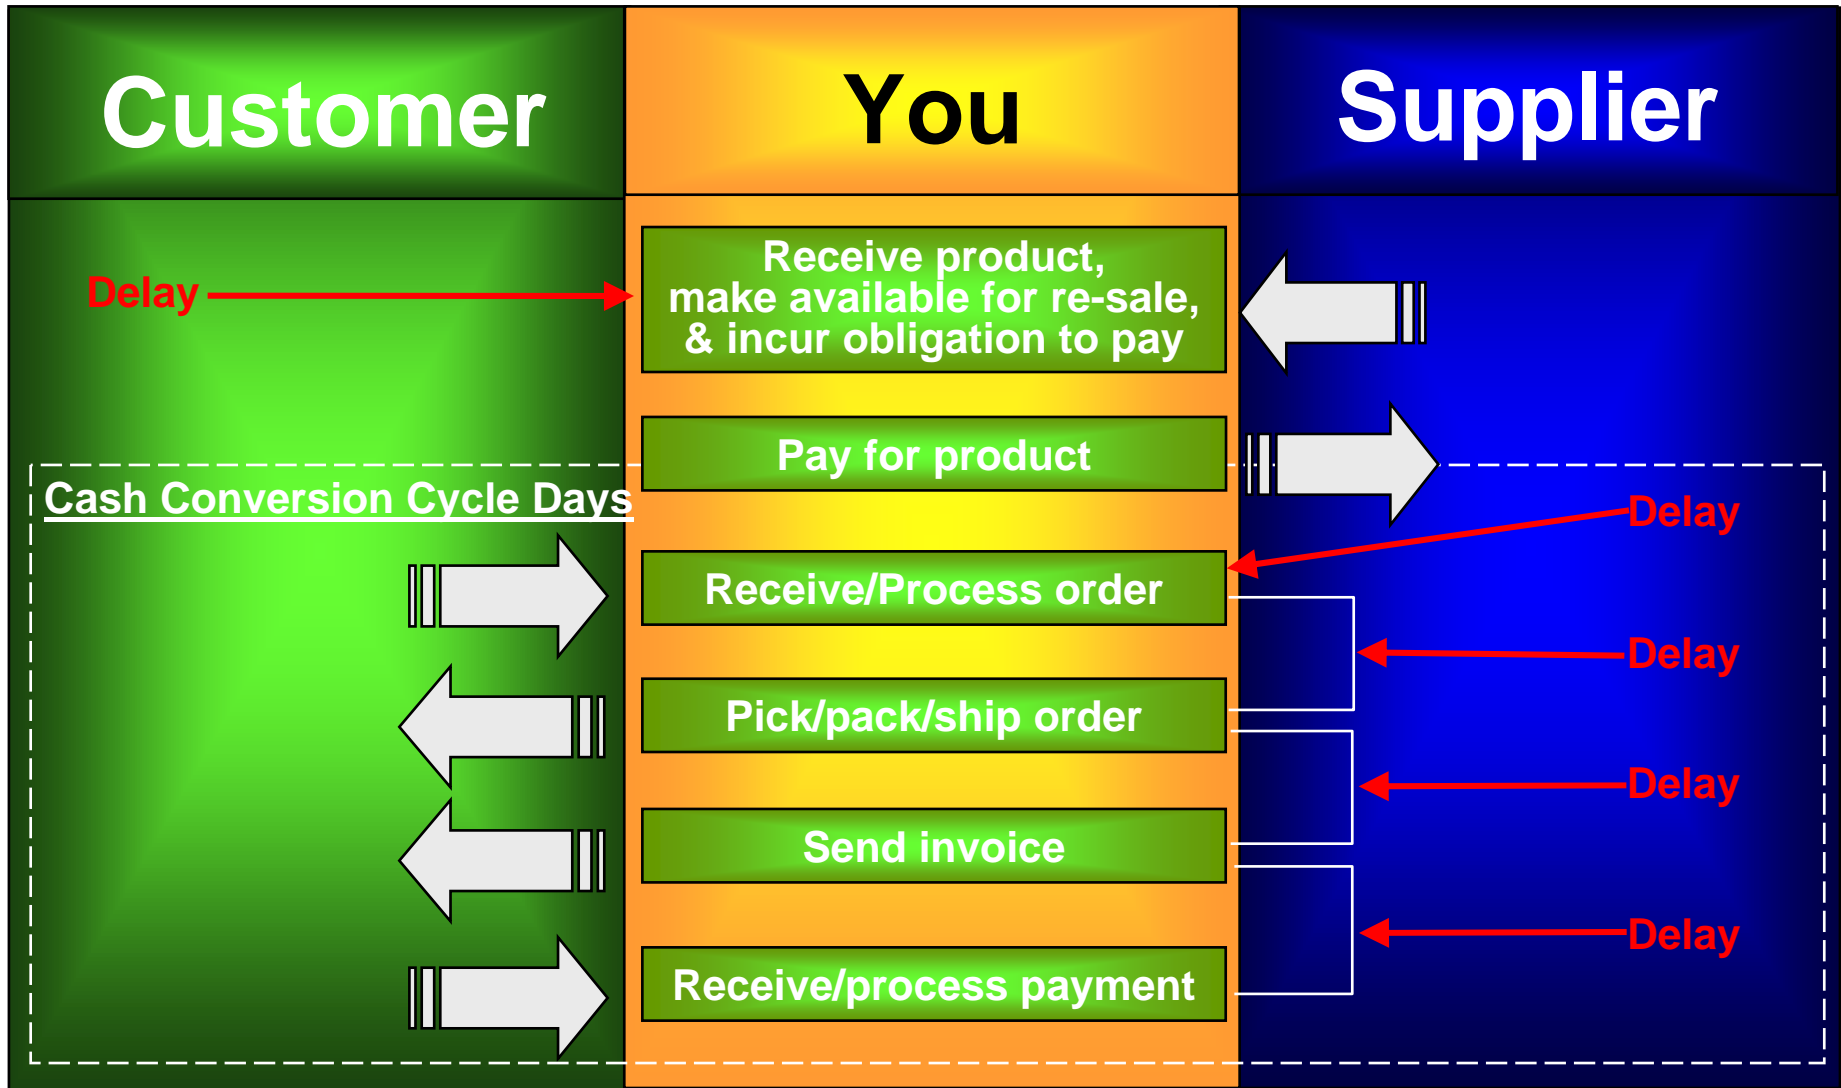 Customer
You
Supplier
Delay
Receive product,
make available for re-sale,
& incur obligation to pay
Pay for product
Cash Conversion Cycle Days
Delay
Receive/Process order
Delay
Pick/pack/ship order
Delay
Send invoice
Delay
Receive/process payment